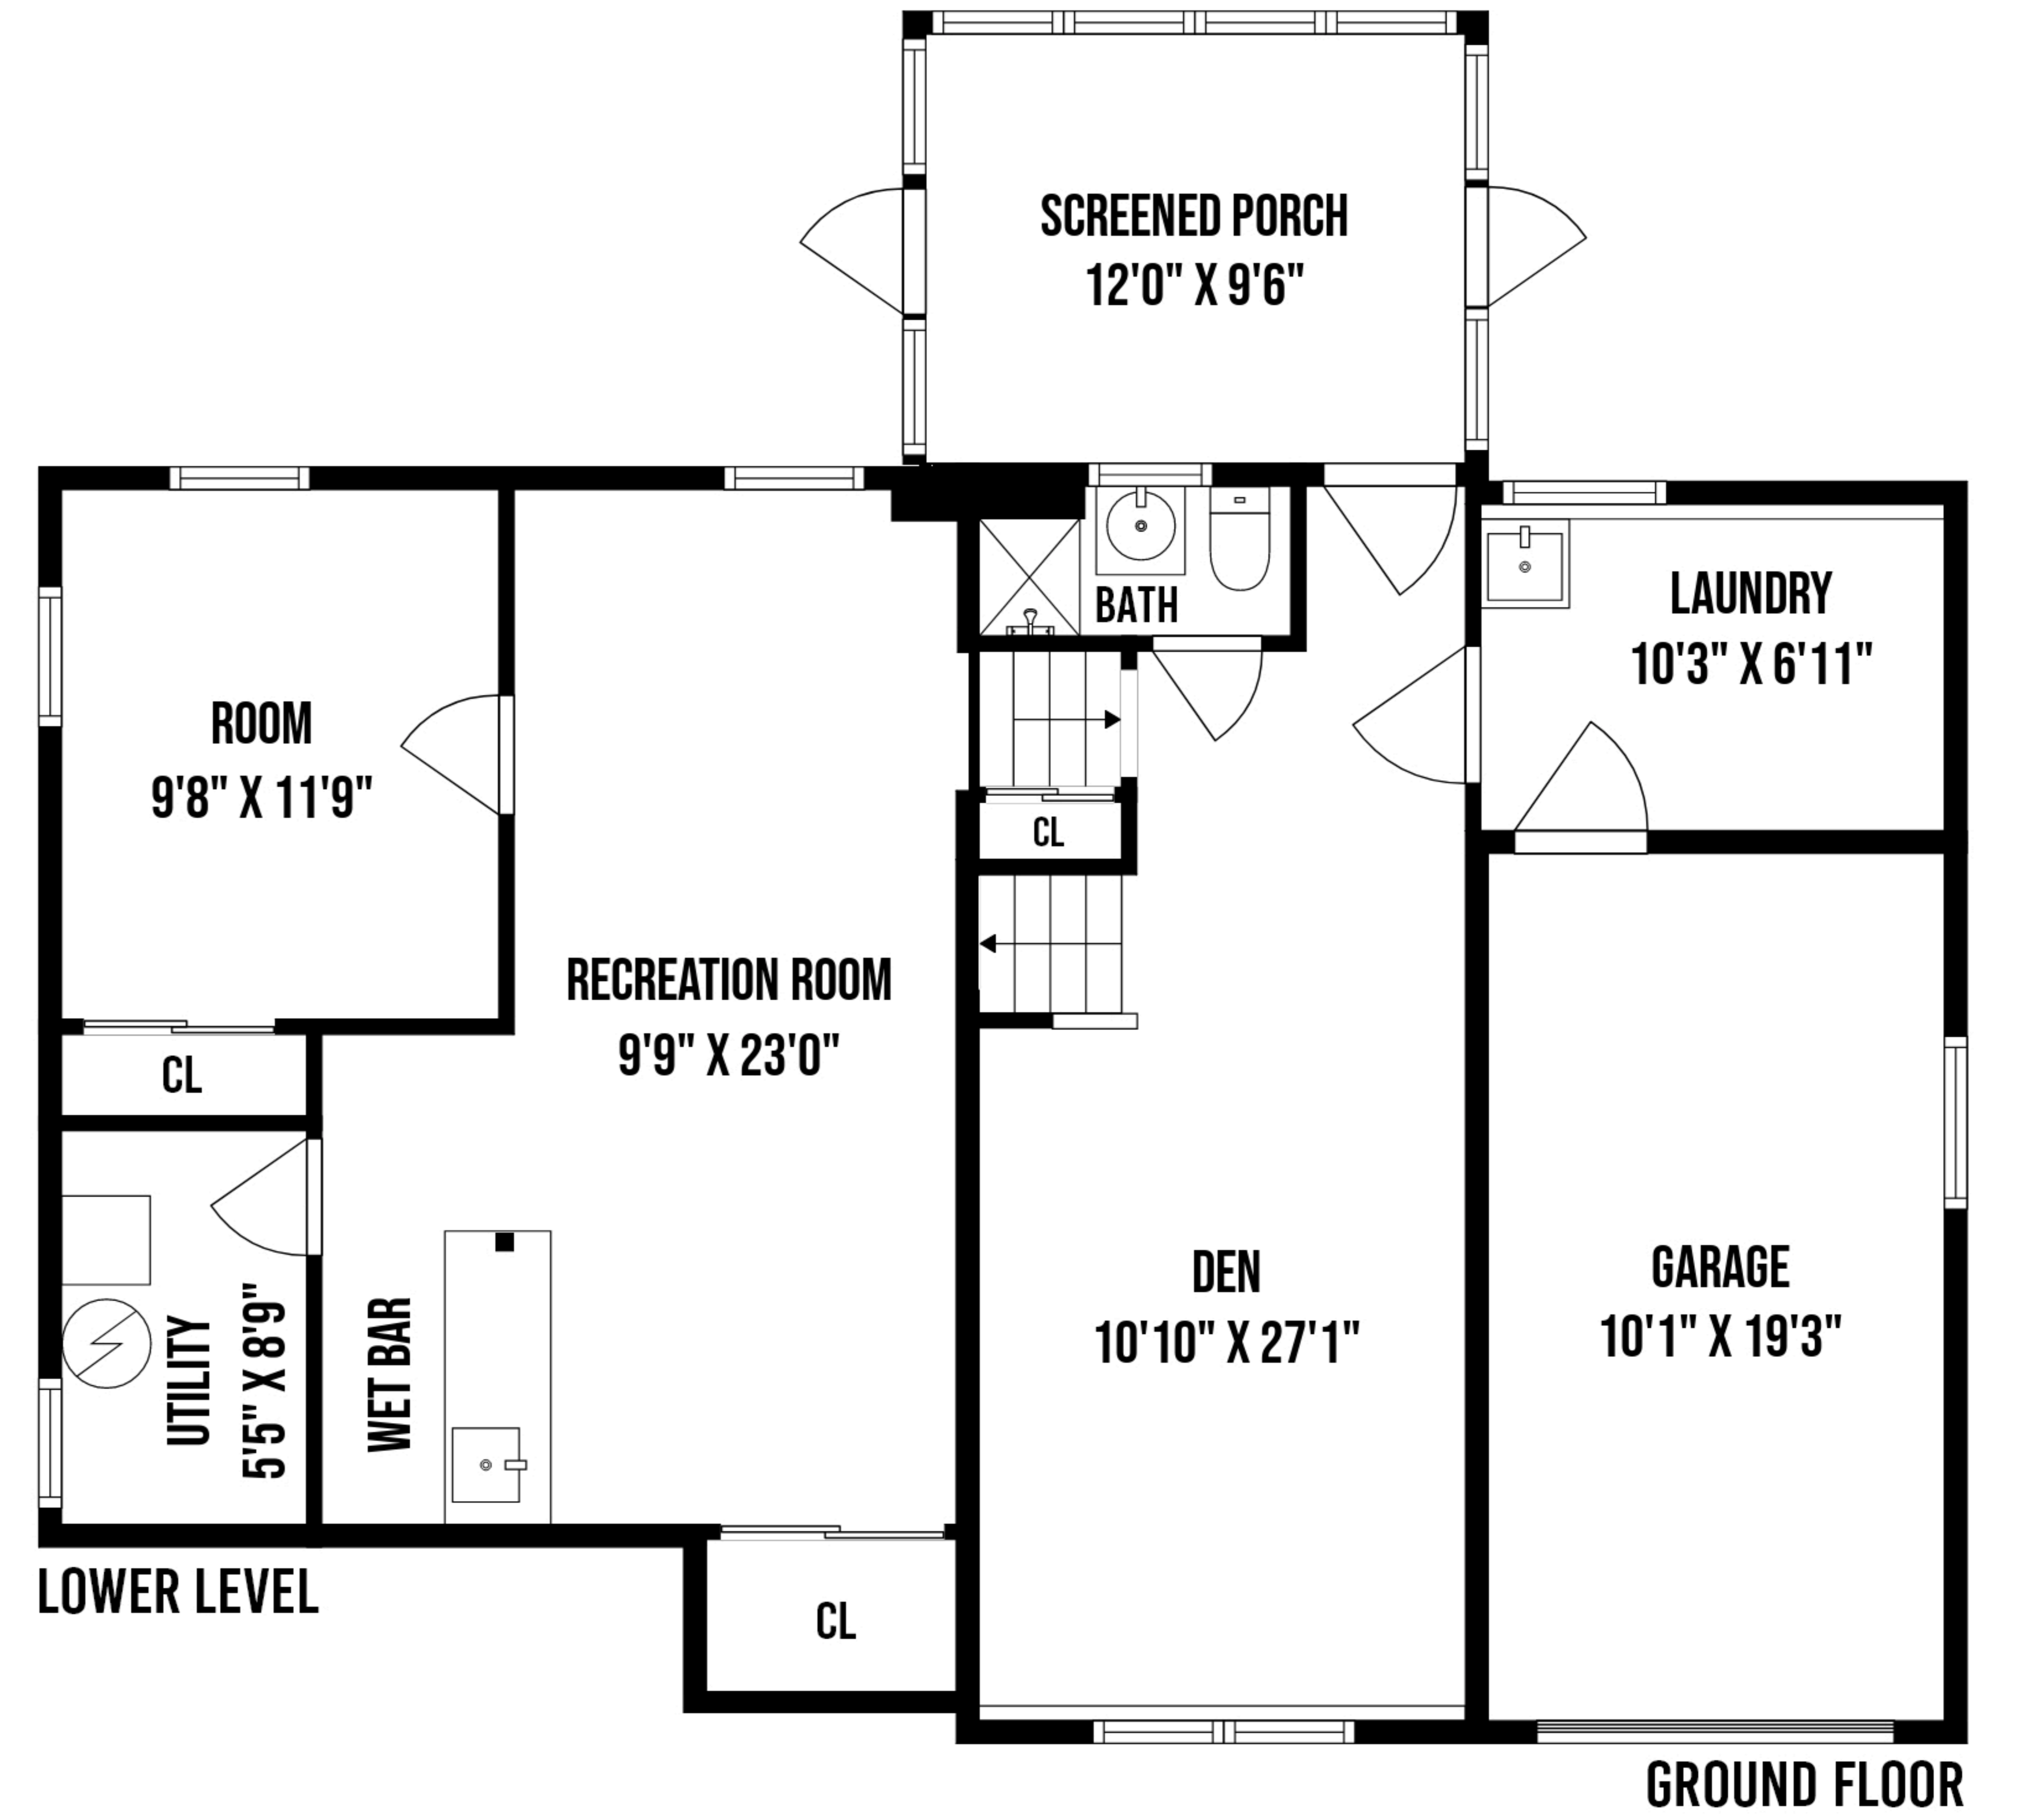 SCREENED PORCH
12'0" X 9'6"
BATH
LAUNDRY
10'3" X 6'11"
ROOM
9'8" X 11'9"
CL
RECREATION ROOM
9'9" X 23'0"
CL
UTILITY
5'5" X 8'9"
WET BAR
DEN
10'10" X 27'1"
GARAGE
10'1" X 19'3"
LOWER LEVEL
CL
GROUND FLOOR